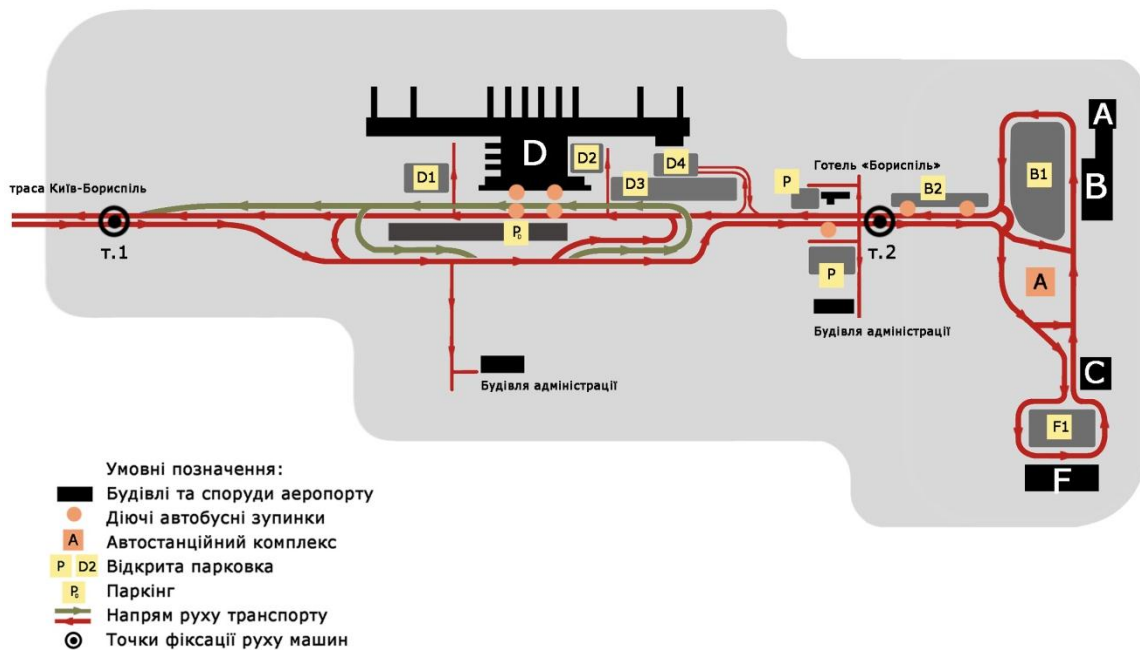 A
D
D1
D2
D3
D4
Готель «Бориспіль»
P
B1
B
B2
траса Київ-Бориспіль
P₀
т.1
т.2
P
A
Будівля адміністрації
C
Будівля адміністрації
F1
F
Умовні позначення:
Будівлі та споруди аеропорту
Діючі автобусні зупинки
A Автостанційний комплекс
P D2 Відкрита парковка
P₀ Паркінг
Напрям руху транспорту
Точки фіксації руху машин